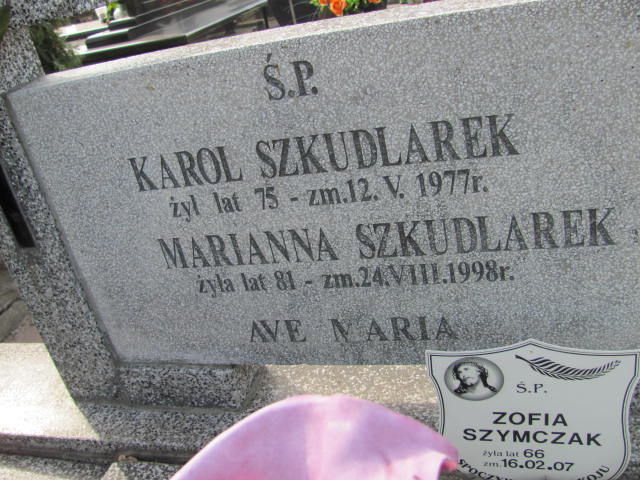 Ś.P.
KAROL SZKUDLAREK
żył lat 75 - zm.12. V. 1977r.
MARIANNA SZKUDLAREK
żyła lat 81 - zm.24.VIII.1998r.
AVE MARIA
Ś.P.
ZOFIA
SZYMCZAK
żyła lat 66
zm.16.02.07